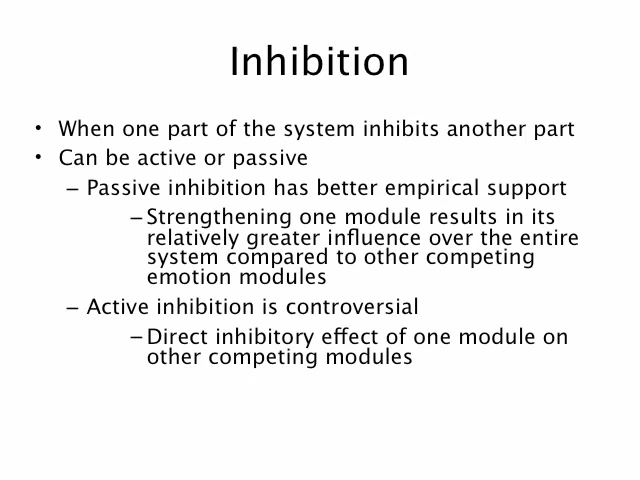 Inhibition
• When one part of the system inhibits another part
• Can be active or passive
– Passive inhibition has better empirical support
– Strengthening one module results in its
relatively greater influence over the entire
system compared to other competing
emotion modules
– Active inhibition is controversial
– Direct inhibitory effect of one module on
other competing modules